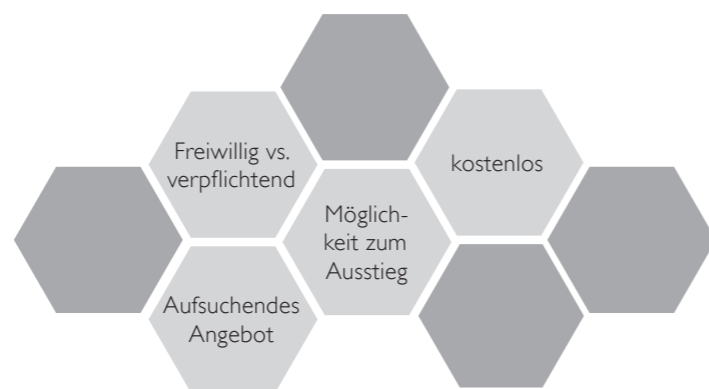 Freiwillig vs.
verpflichtend
kostenlos
Möglich-
keit zum
Ausstieg
Aufsuchendes
Angebot